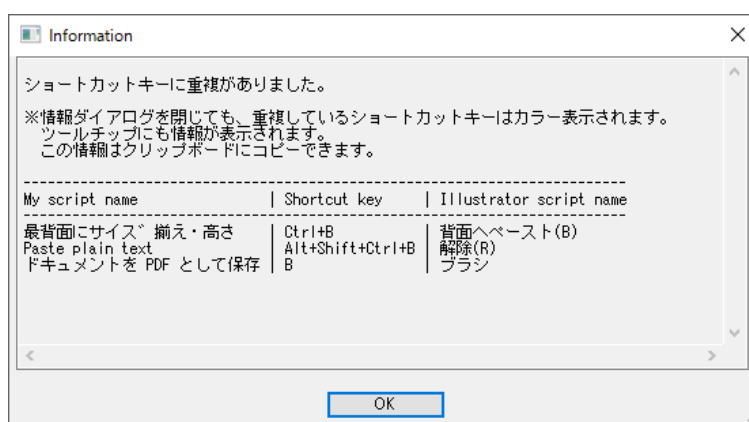 Information
ショートカットキーに重複がありました。
※情報ダイアログを閉じても、重複しているショートカットキーはカラー表示されます。
ツールチップにも情報が表示されます。
この情報はクリップボードにコピーできます。
--------------------------------------------------------------------------------
My script name | Shortcut key | Illustrator script name
--------------------------------------------------------------------------------
最背面にサイズ揃え・高さ | Ctrl+B | 背面へペースト(B)
Paste plain text | Alt+Shift+Ctrl+B | 解除(R)
ドキュメントを PDF として保存 | B | ブラシ
OK